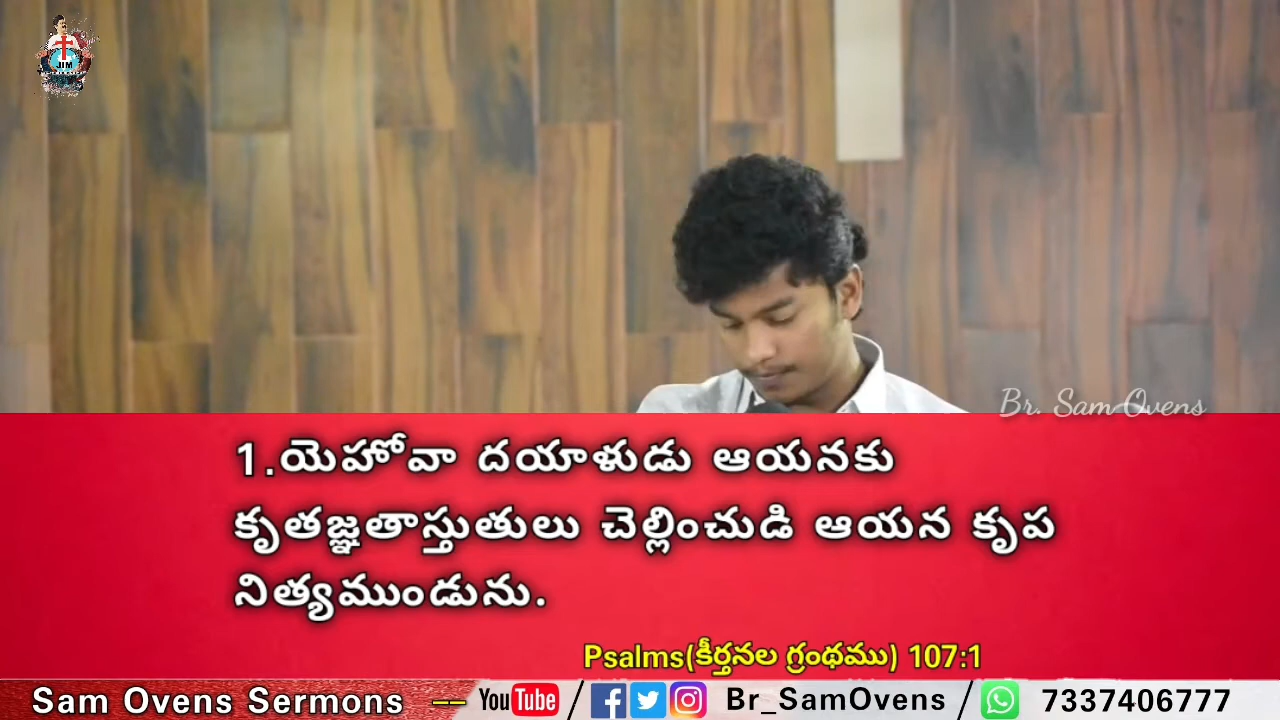 JIM
Br. Sam Ovens
1.యెహోవా దయాళుడు ఆయనకు
కృతజ్ఞతాస్తుతులు చెల్లించుడి ఆయన కృప
నిత్యముండును.
Psalms(కీర్తనల గ్రంథము) 107:1
Sam Ovens Sermons -- YouTube / Br_SamOvens / 7337406777